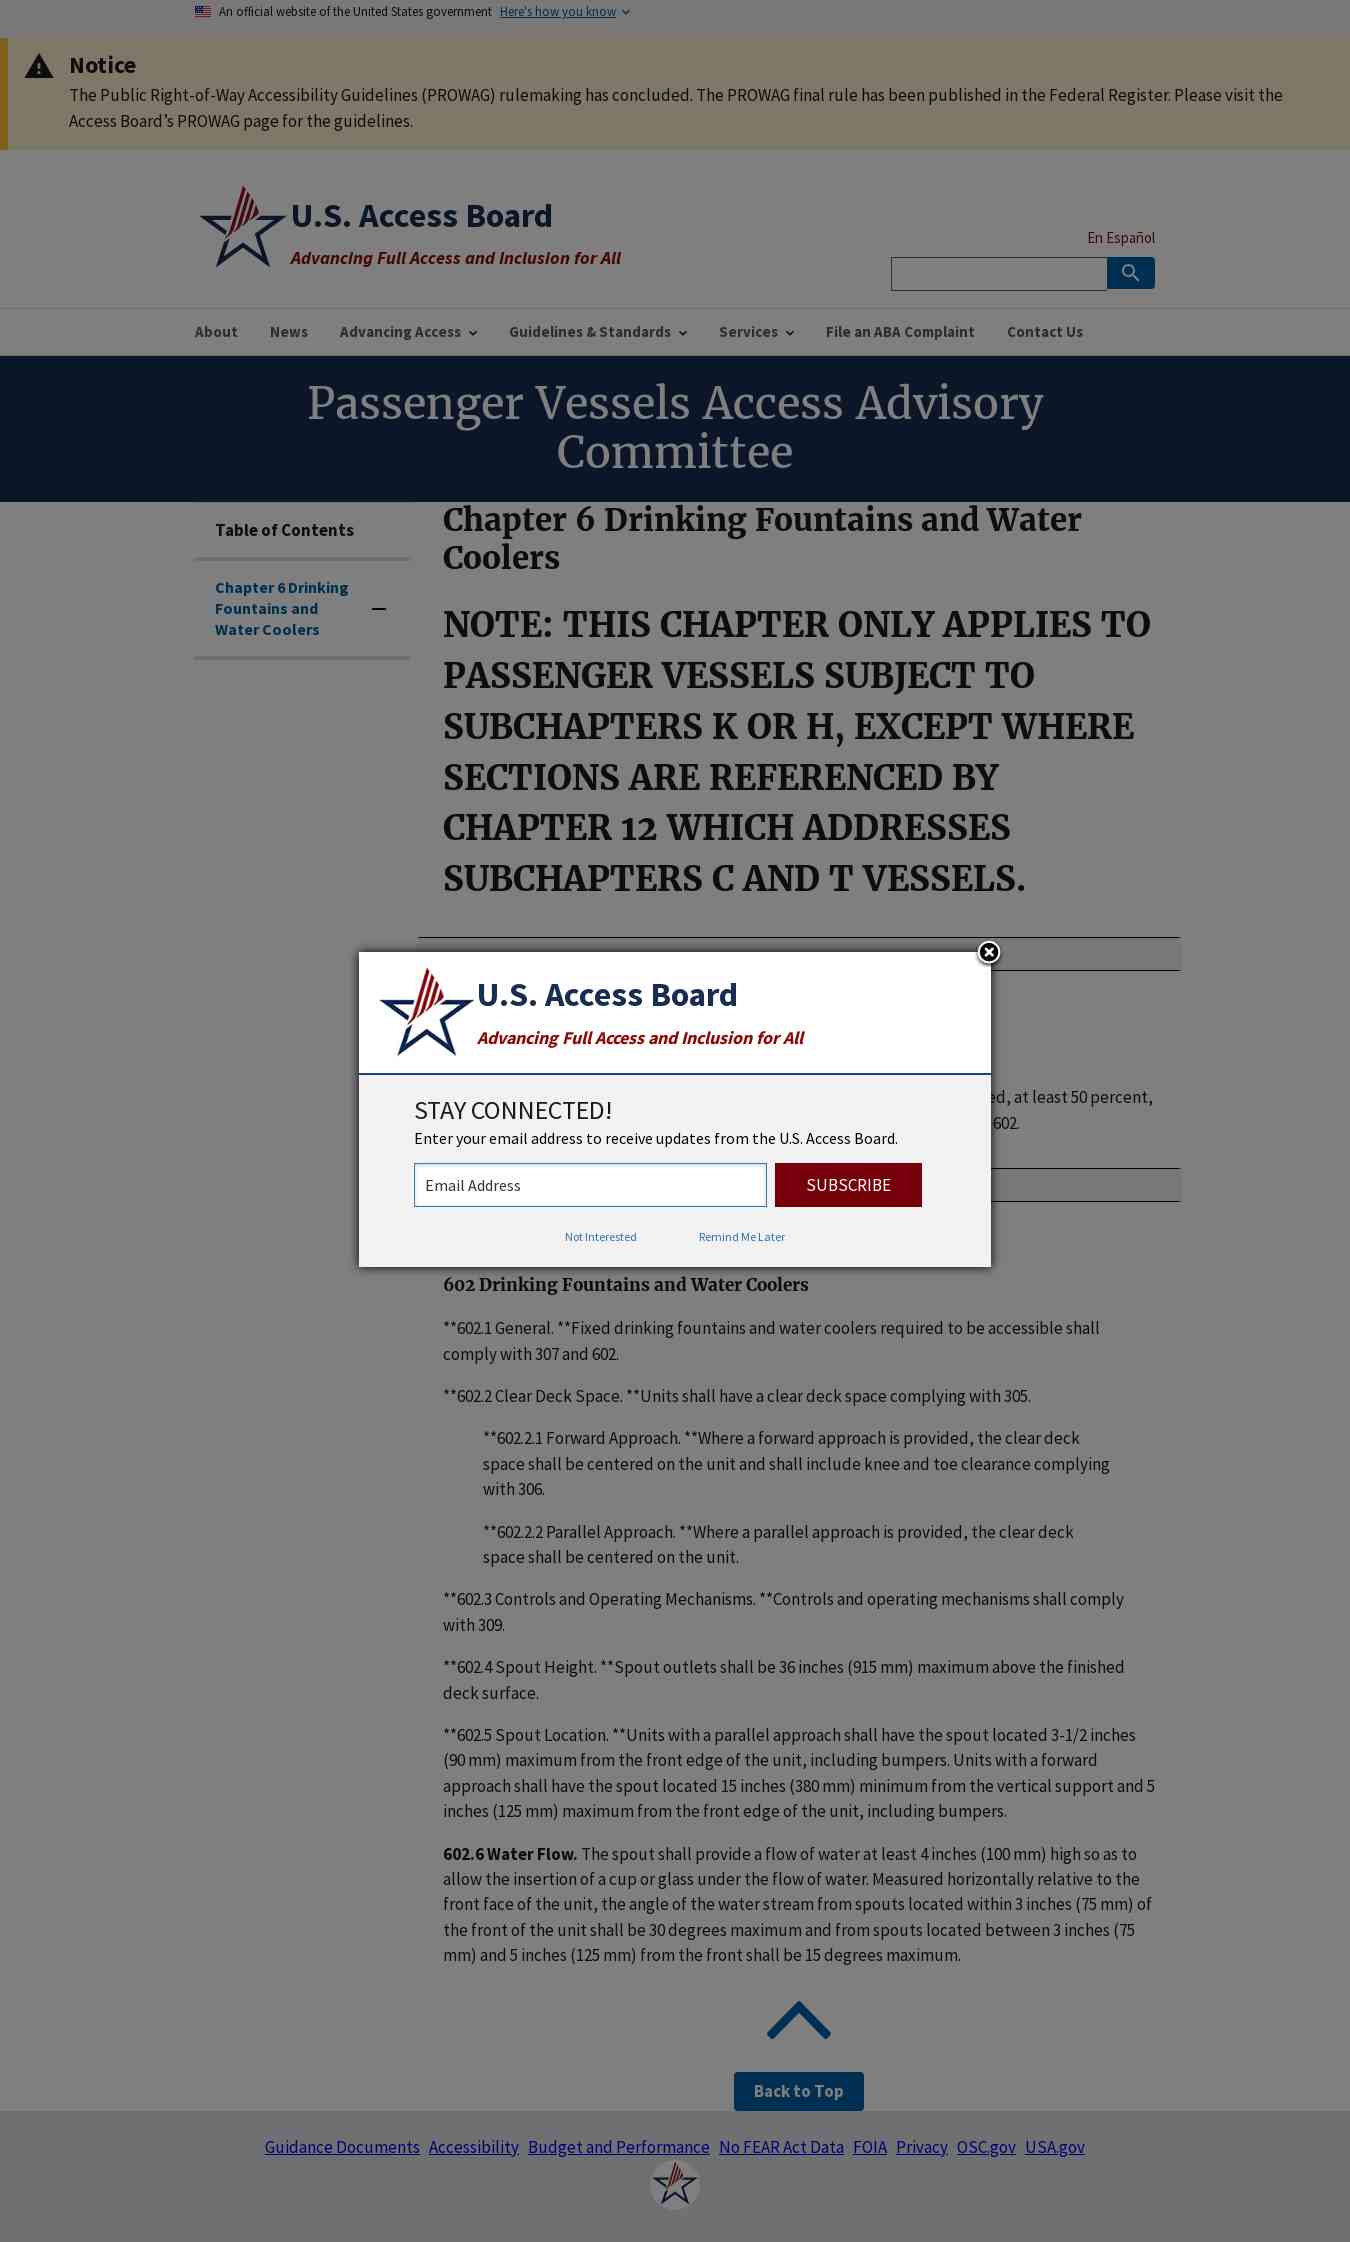 An official website of the United States government Here's how you know
Notice
The Public Right-of-Way Accessibility Guidelines (PROWAG) rulemaking has concluded. The PROWAG final rule has been published in the Federal Register. Please visit the
Access Board’s PROWAG page for the guidelines.
U.S. Access Board
Advancing Full Access and Inclusion for All
En Español
About News Advancing Access Guidelines & Standards Services File an ABA Complaint Contact Us
Passenger Vessels Access Advisory
Committee
Table of Contents
Chapter 6 Drinking
Fountains and
Water Coolers
Chapter 6 Drinking Fountains and Water
Coolers
NOTE: THIS CHAPTER ONLY APPLIES TO
PASSENGER VESSELS SUBJECT TO
SUBCHAPTERS K OR H, EXCEPT WHERE
SECTIONS ARE REFERENCED BY
CHAPTER 12 WHICH ADDRESSES
SUBCHAPTERS C AND T VESSELS.
U.S. Access Board
Advancing Full Access and Inclusion for All
, at least 50 percent,
602.
STAY CONNECTED!
Enter your email address to receive updates from the U.S. Access Board.
Email Address
SUBSCRIBE
Not Interested Remind Me Later
602 Drinking Fountains and Water Coolers
**602.1 General. **Fixed drinking fountains and water coolers required to be accessible shall
comply with 307 and 602.
**602.2 Clear Deck Space. **Units shall have a clear deck space complying with 305.
**602.2.1 Forward Approach. **Where a forward approach is provided, the clear deck
space shall be centered on the unit and shall include knee and toe clearance complying
with 306.
**602.2.2 Parallel Approach. **Where a parallel approach is provided, the clear deck
space shall be centered on the unit.
**602.3 Controls and Operating Mechanisms. **Controls and operating mechanisms shall comply
with 309.
**602.4 Spout Height. **Spout outlets shall be 36 inches (915 mm) maximum above the finished
deck surface.
**602.5 Spout Location. **Units with a parallel approach shall have the spout located 3-1/2 inches
(90 mm) maximum from the front edge of the unit, including bumpers. Units with a forward
approach shall have the spout located 15 inches (380 mm) minimum from the vertical support and 5
inches (125 mm) maximum from the front edge of the unit, including bumpers.
602.6 Water Flow. The spout shall provide a flow of water at least 4 inches (100 mm) high so as to
allow the insertion of a cup or glass under the flow of water. Measured horizontally relative to the
front face of the unit, the angle of the water stream from spouts located within 3 inches (75 mm) of
the front of the unit shall be 30 degrees maximum and from spouts located between 3 inches (75
mm) and 5 inches (125 mm) from the front shall be 15 degrees maximum.
Back to Top
Guidance Documents Accessibility Budget and Performance No FEAR Act Data FOIA Privacy OSC.gov USA.gov